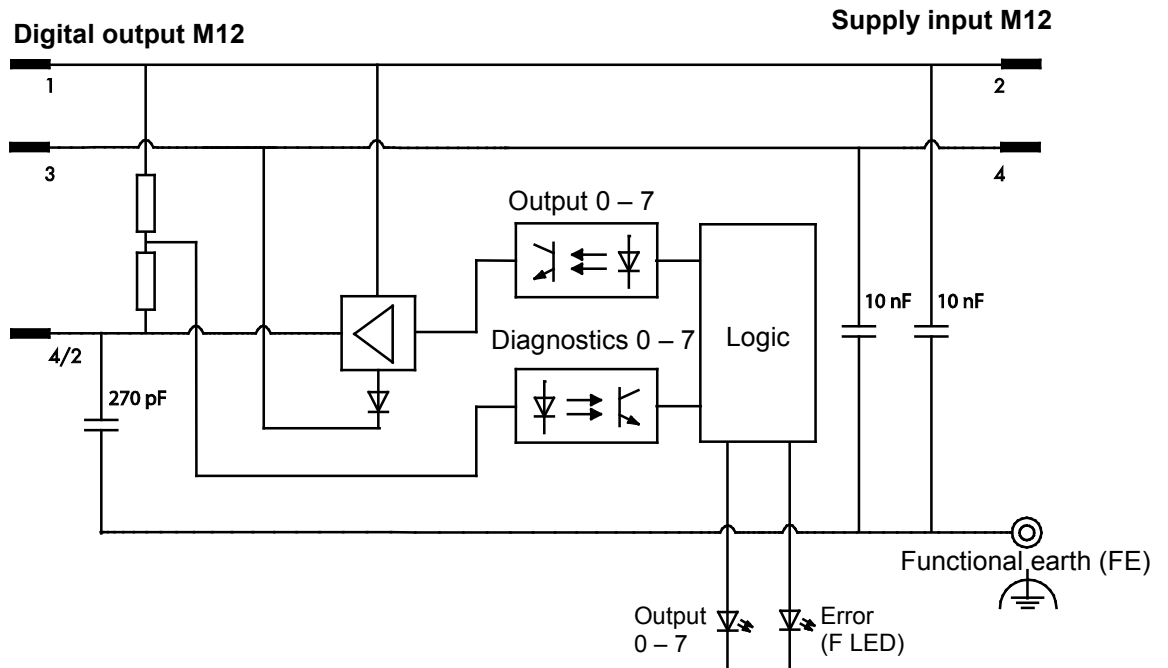 Digital output M12
Supply input M12
1
2
3
4
Output 0 – 7
10 nF
10 nF
Logic
Diagnostics 0 – 7
4/2
270 pF
Functional earth (FE)
Output
0 – 7
Error
(F LED)